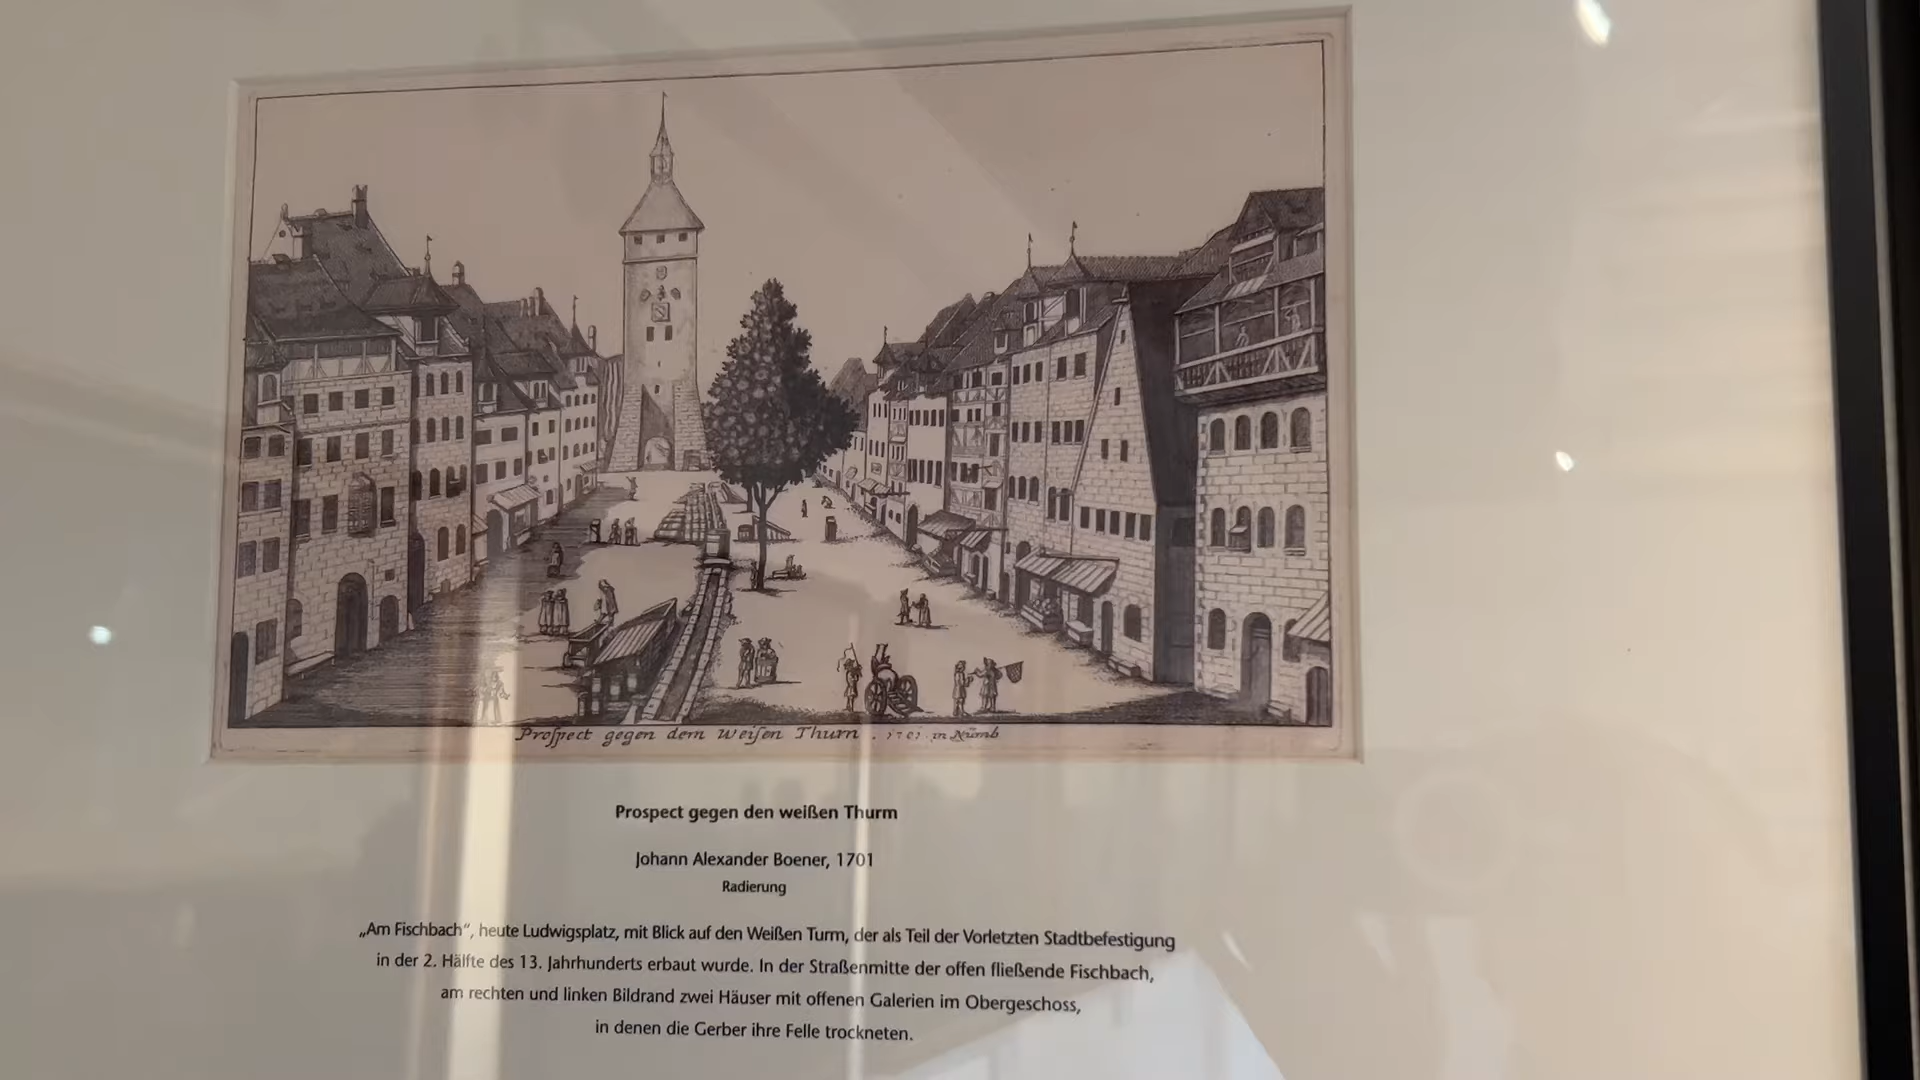 Prospect gegen dem Weisen Thurn . 1701. in Nürnb
Prospect gegen den weißen Thurm
Johann Alexander Boener, 1701
Radierung
„Am Fischbach“, heute Ludwigsplatz, mit Blick auf den Weißen Turm, der als Teil der Vorletzten Stadtbefestigung
in der 2. Hälfte des 13. Jahrhunderts erbaut wurde. In der Straßenmitte der offen fließende Fischbach,
am rechten und linken Bildrand zwei Häuser mit offenen Galerien im Obergeschoss,
in denen die Gerber ihre Felle trockneten.